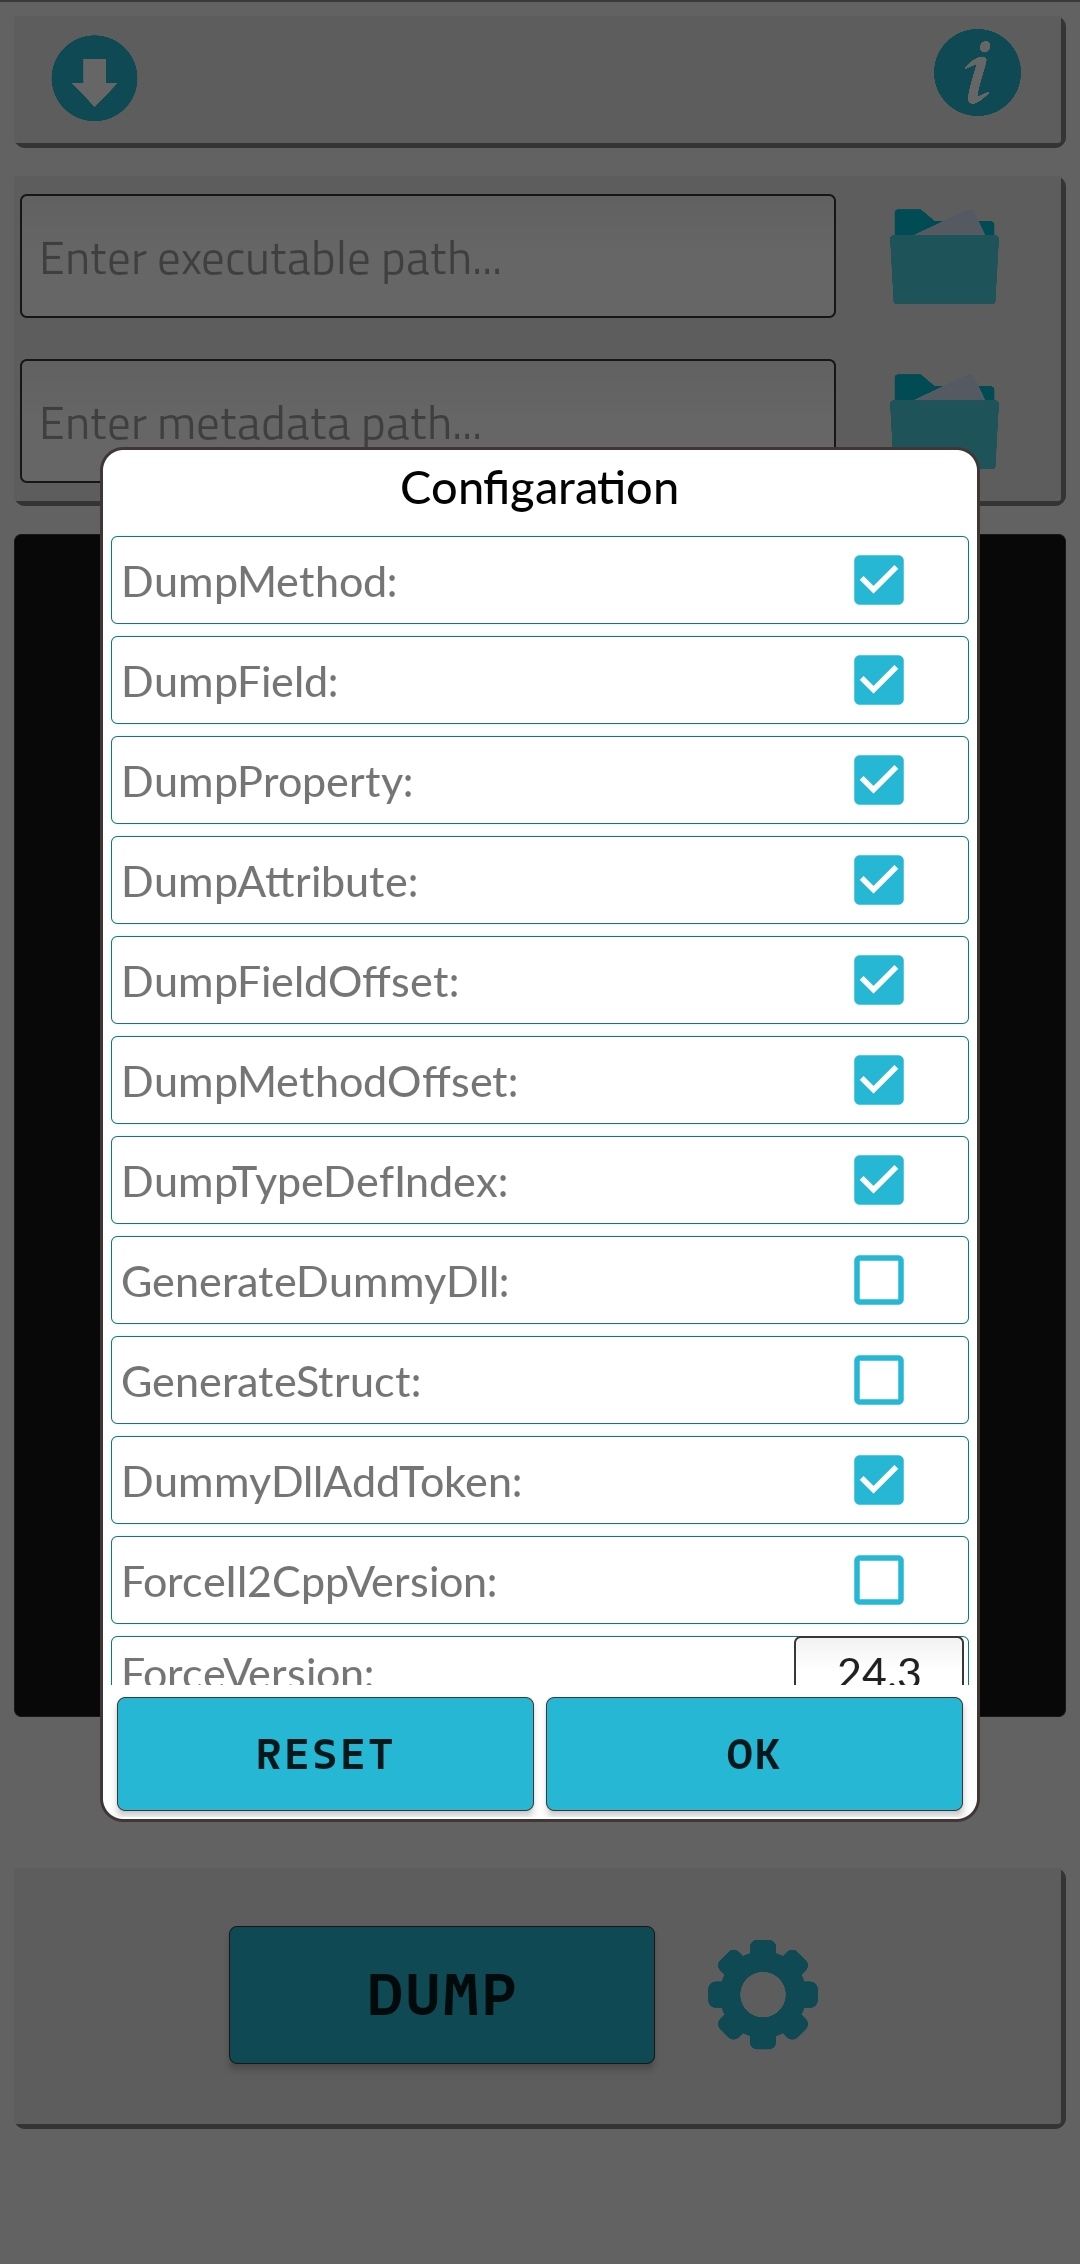 i
Enter executable path...
Enter metadata path...
Configaration
DumpMethod:
DumpField:
DumpProperty:
DumpAttribute:
DumpFieldOffset:
DumpMethodOffset:
DumpTypeDefIndex:
GenerateDummyDll:
GenerateStruct:
DummyDllAddToken:
ForceIl2CppVersion:
ForceVersion: 24.3
RESET OK
DUMP